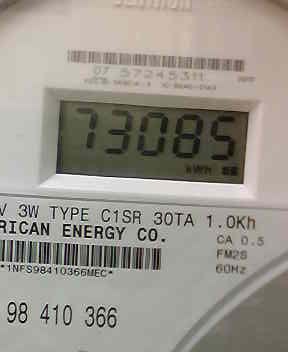 07 57245311
73085
kWh
V 3W TYPE C1SR 30TA 1.0Kh
RICAN ENERGY CO.
CA 0.5
FM2S
60Hz
*1NFS98410366MEC*
98 410 366